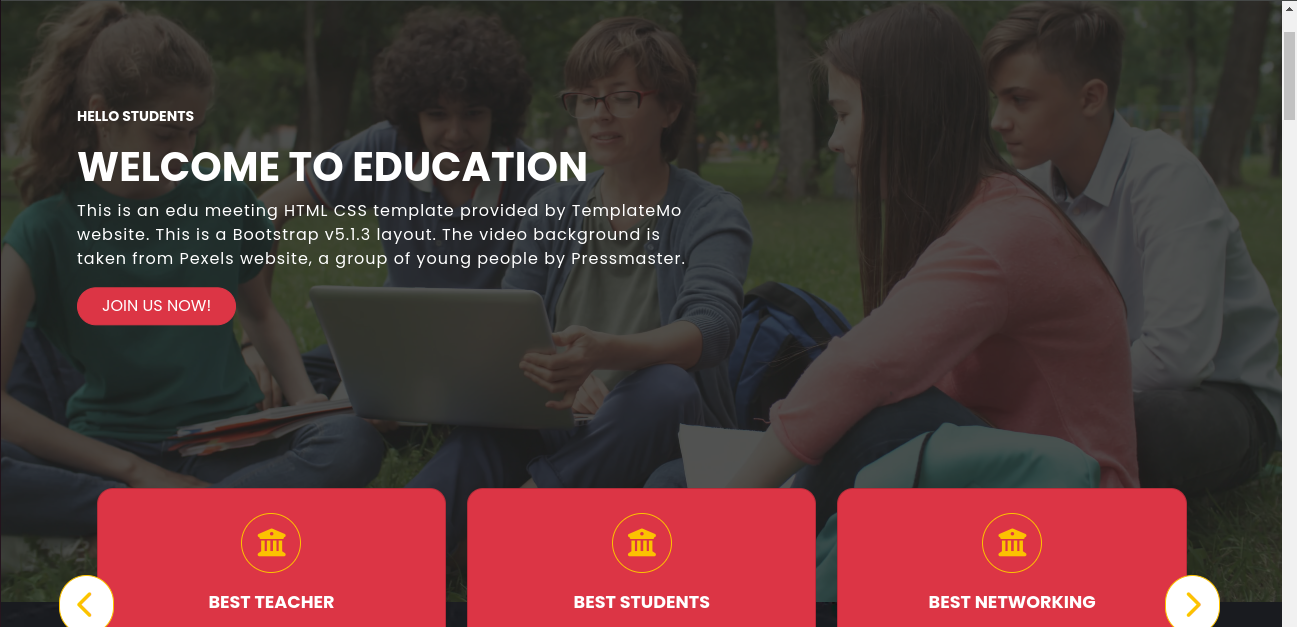 HELLO STUDENTS
WELCOME TO EDUCATION
This is an edu meeting HTML CSS template provided by TemplateMo
website. This is a Bootstrap v5.1.3 layout. The video background is
taken from Pexels website, a group of young people by Pressmaster.
JOIN US NOW!
BEST TEACHER
BEST STUDENTS
BEST NETWORKING